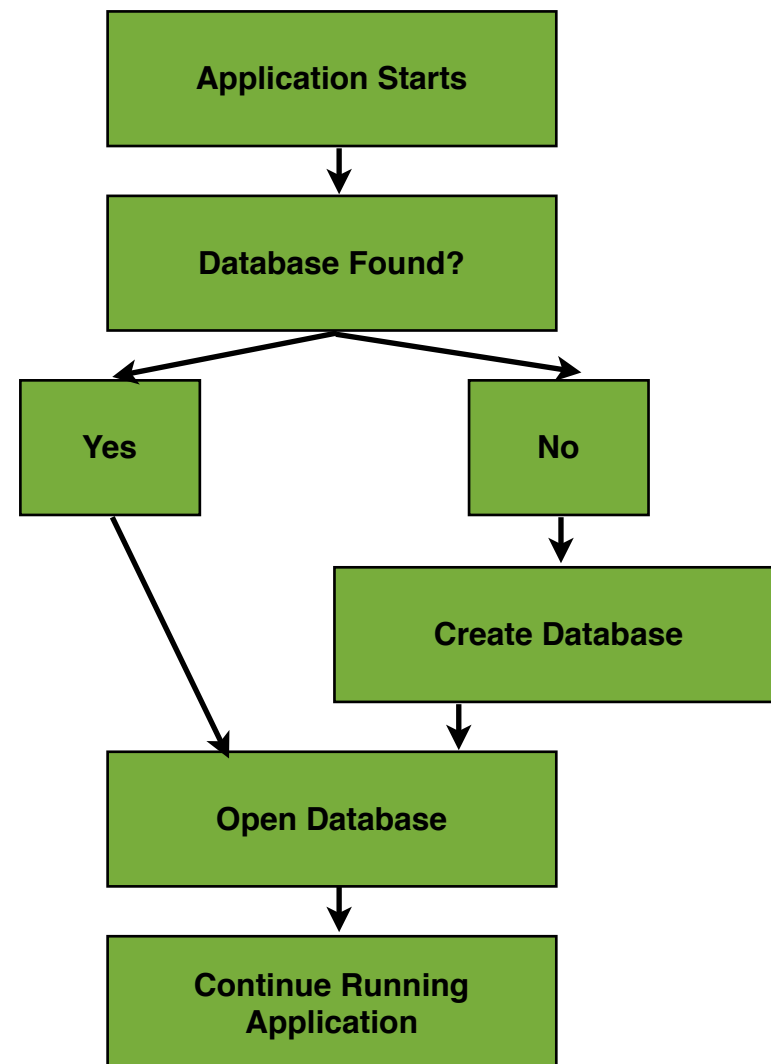 Application Starts
Database Found?
Yes
No
Create Database
Open Database
Continue Running
Application